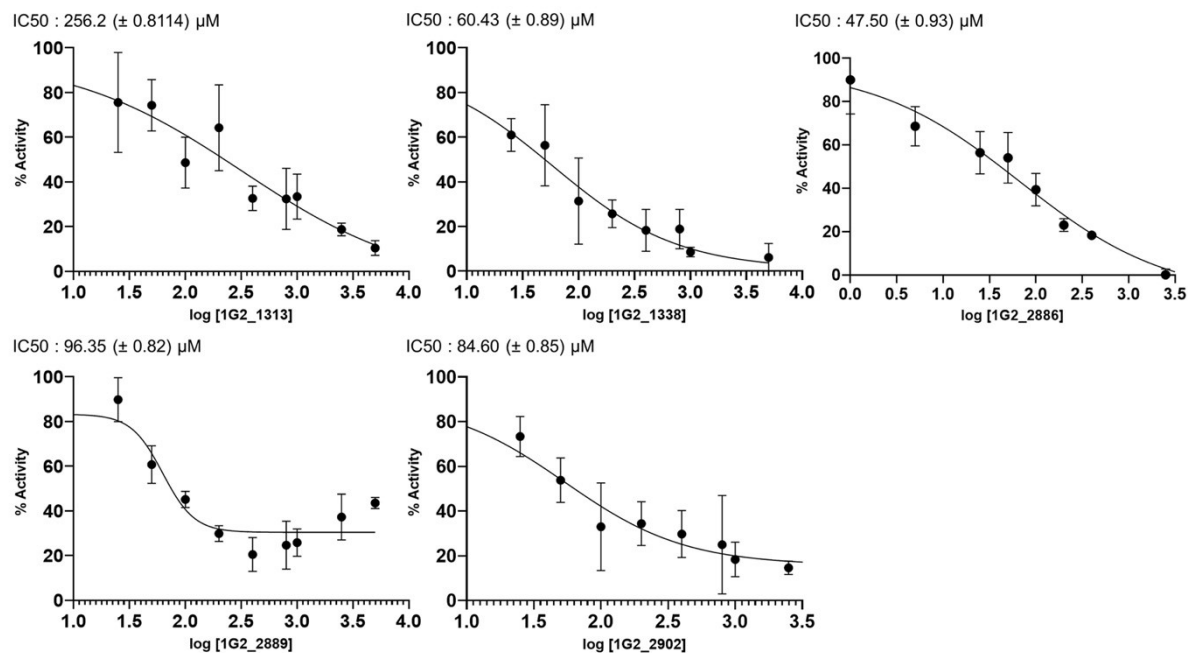 IC50 : 256.2 (± 0.8114) µM
100
80
60
40
20
0
% Activity
1.0 1.5 2.0 2.5 3.0 3.5 4.0
log [1G2_1313]
IC50 : 60.43 (± 0.89) µM
100
80
60
40
20
0
% Activity
1.0 1.5 2.0 2.5 3.0 3.5 4.0
log [1G2_1338]
IC50 : 47.50 (± 0.93) µM
100
80
60
40
20
0
% Activity
0.0 0.5 1.0 1.5 2.0 2.5 3.0 3.5
log [1G2_2886]
IC50 : 96.35 (± 0.82) µM
100
80
60
40
20
0
% Activity
1.0 1.5 2.0 2.5 3.0 3.5 4.0
log [1G2_2889]
IC50 : 84.60 (± 0.85) µM
100
80
60
40
20
0
% Activity
1.0 1.5 2.0 2.5 3.0 3.5
log [1G2_2902]